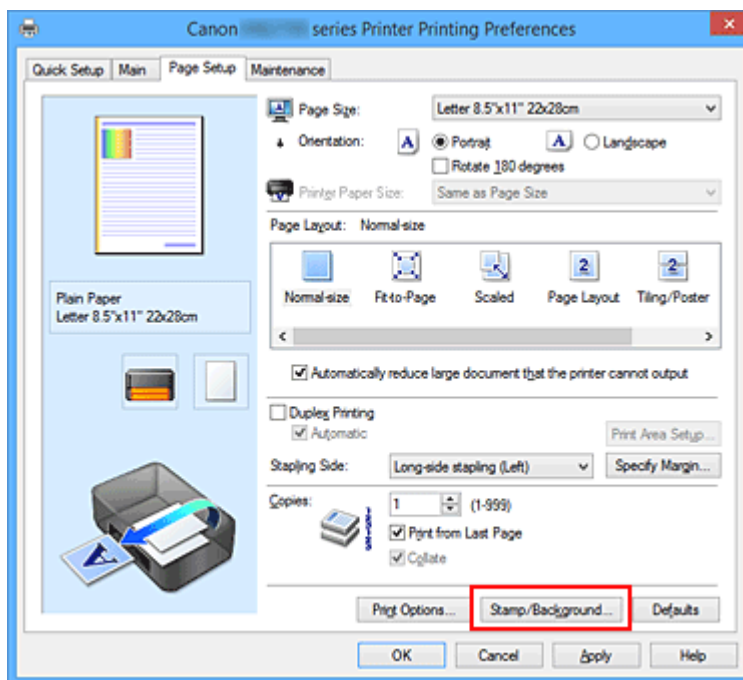 Canon series Printer Printing Preferences
Quick Setup Main Page Setup Maintenance
Page Size: Letter 8.5"x11" 22x28cm
Orientation: A Portrait A Landscape
Rotate 180 degrees
Printer Paper Size: Same as Page Size
Page Layout: Normal-size
2 2
Normal-size Fit-to-Page Scaled Page Layout Tiling/Poster
Plain Paper
Letter 8.5"x11" 22x28cm
Automatically reduce large document that the printer cannot output
Duplex Printing
Automatic
Print Area Setup...
Stapling Side: Long-side stapling (Left) Specify Margin...
Copies: 1 (1-999)
Print from Last Page
Collate
A
Print Options... Stamp/Background... Defaults
OK Cancel Apply Help